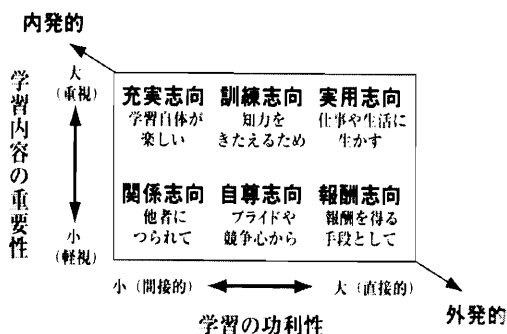 内発的
学習内容の重要性
大
（重視）
小
（軽視）
充実志向 訓練志向 実用志向
学習自体が 知力を 仕事や生活に
楽しい きたえるため 生かす
関係志向 自尊志向 報酬志向
他者に プライドや 報酬を得る
つられて 競争心から 手段として
小（間接的） 大（直接的）
学習の功利性
外発的